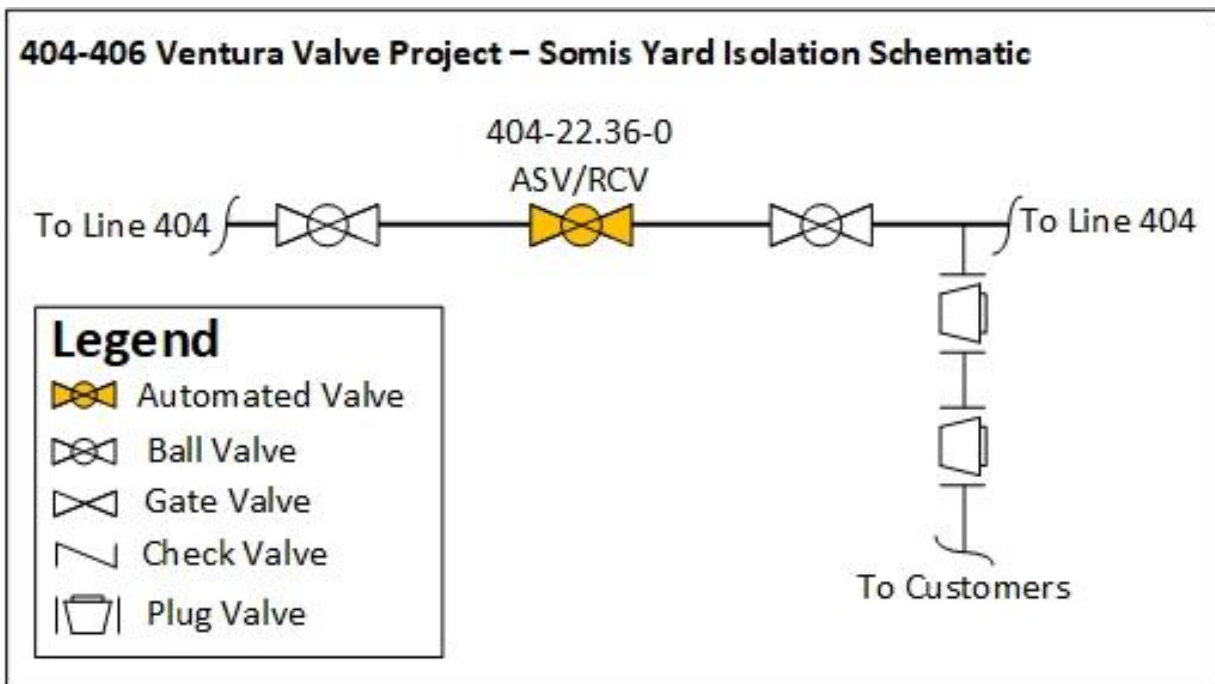 404-406 Ventura Valve Project – Somis Yard Isolation Schematic
404-22.36-0
ASV/RCV
To Line 404
To Line 404
Legend
Automated Valve
Ball Valve
Gate Valve
Check Valve
Plug Valve
To Customers